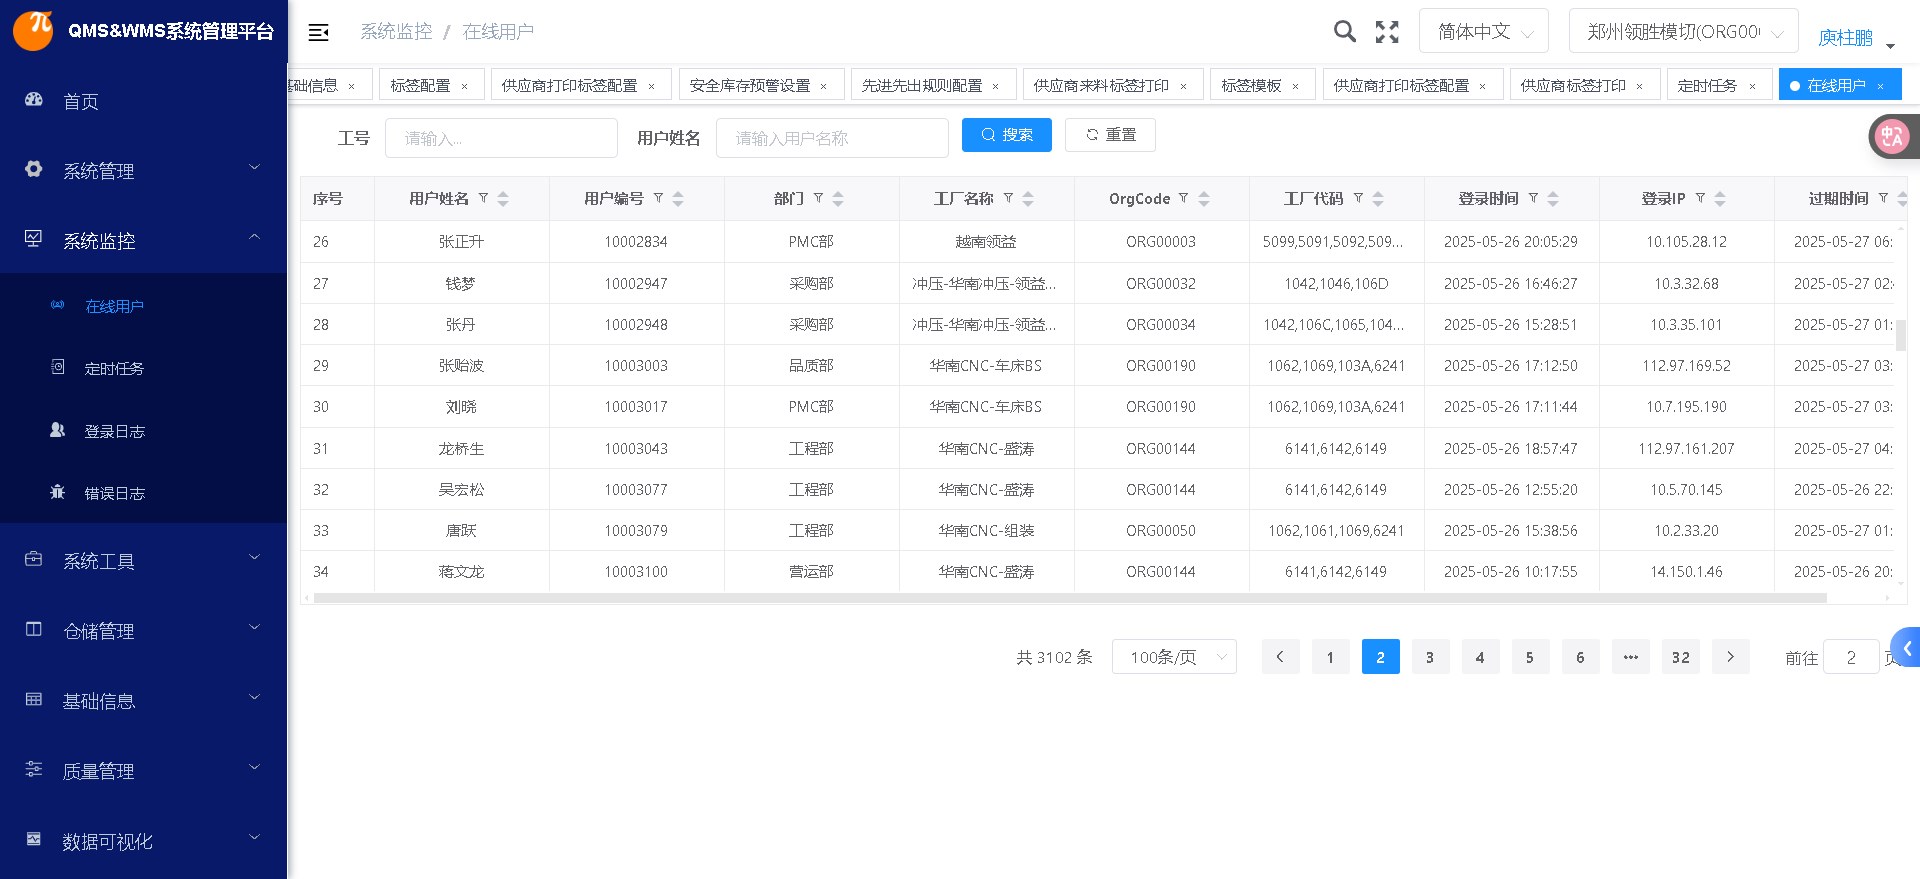 QMS&WMS系统管理平台
系统监控 / 在线用户
简体中文
郑州领胜模切(ORG00
庾柱鹏
首页
系统管理
系统监控
在线用户
定时任务
登录日志
错误日志
系统工具
仓储管理
基础信息
质量管理
数据可视化
基础信息 ×
标签配置 ×
供应商打印标签配置 ×
安全库存预警设置 ×
先进先出规则配置 ×
供应商来料标签打印 ×
标签模板 ×
供应商打印标签配置 ×
供应商标签打印 ×
定时任务 ×
在线用户 ×
工号 请输入... 用户姓名 请输入用户名称 搜索 重置
序号 用户姓名 用户编号 部门 工厂名称 OrgCode 工厂代码 登录时间 登录IP 过期时间
26 张正升 10002834 PMC部 越南领益 ORG00003 5099,5091,5092,509... 2025-05-26 20:05:29 10.105.28.12 2025-05-27 06:
27 钱梦 10002947 采购部 冲压-华南冲压-领益... ORG00032 1042,1046,106D 2025-05-26 16:46:27 10.3.32.68 2025-05-27 02:
28 张丹 10002948 采购部 冲压-华南冲压-领益... ORG00034 1042,106C,1065,104... 2025-05-26 15:28:51 10.3.35.101 2025-05-27 01:
29 张贻波 10003003 品质部 华南CNC-车床BS ORG00190 1062,1069,103A,6241 2025-05-26 17:12:50 112.97.169.52 2025-05-27 03:
30 刘晓 10003017 PMC部 华南CNC-车床BS ORG00190 1062,1069,103A,6241 2025-05-26 17:11:44 10.7.195.190 2025-05-27 03:
31 龙桥生 10003043 工程部 华南CNC-盛涛 ORG00144 6141,6142,6149 2025-05-26 18:57:47 112.97.161.207 2025-05-27 04:
32 吴宏松 10003077 工程部 华南CNC-盛涛 ORG00144 6141,6142,6149 2025-05-26 12:55:20 10.5.70.145 2025-05-26 22:
33 唐跃 10003079 工程部 华南CNC-组装 ORG00050 1062,1061,1069,6241 2025-05-26 15:38:56 10.2.33.20 2025-05-27 01:
34 蒋文龙 10003100 营运部 华南CNC-盛涛 ORG00144 6141,6142,6149 2025-05-26 10:17:55 14.150.1.46 2025-05-26 20:
共 3102 条 100条/页 1 2 3 4 5 6 ••• 32 前往 2 页